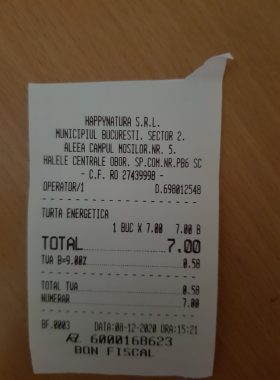 HAPPYNATURA S.R.L.
MUNICIPIUL BUCURESTI. SECTOR 2.
ALEEA CAMPUL MOSILOR.NR. 5.
HALELE CENTRALE OBOR. SP.COM.NR.PB6 SC
- C.F. RO 27439998 -
OPERATOR/1 D.698012548
TURTA ENERGETICA
1 BUC X 7.00 7.00 B
TOTAL 7.00
TVA B=9.00% 0.58
TOTAL TVA 0.58
NUMERAR 7.00
BF.0003 DATA:08-12-2020 ORA:15:21
6000168623
BON FISCAL